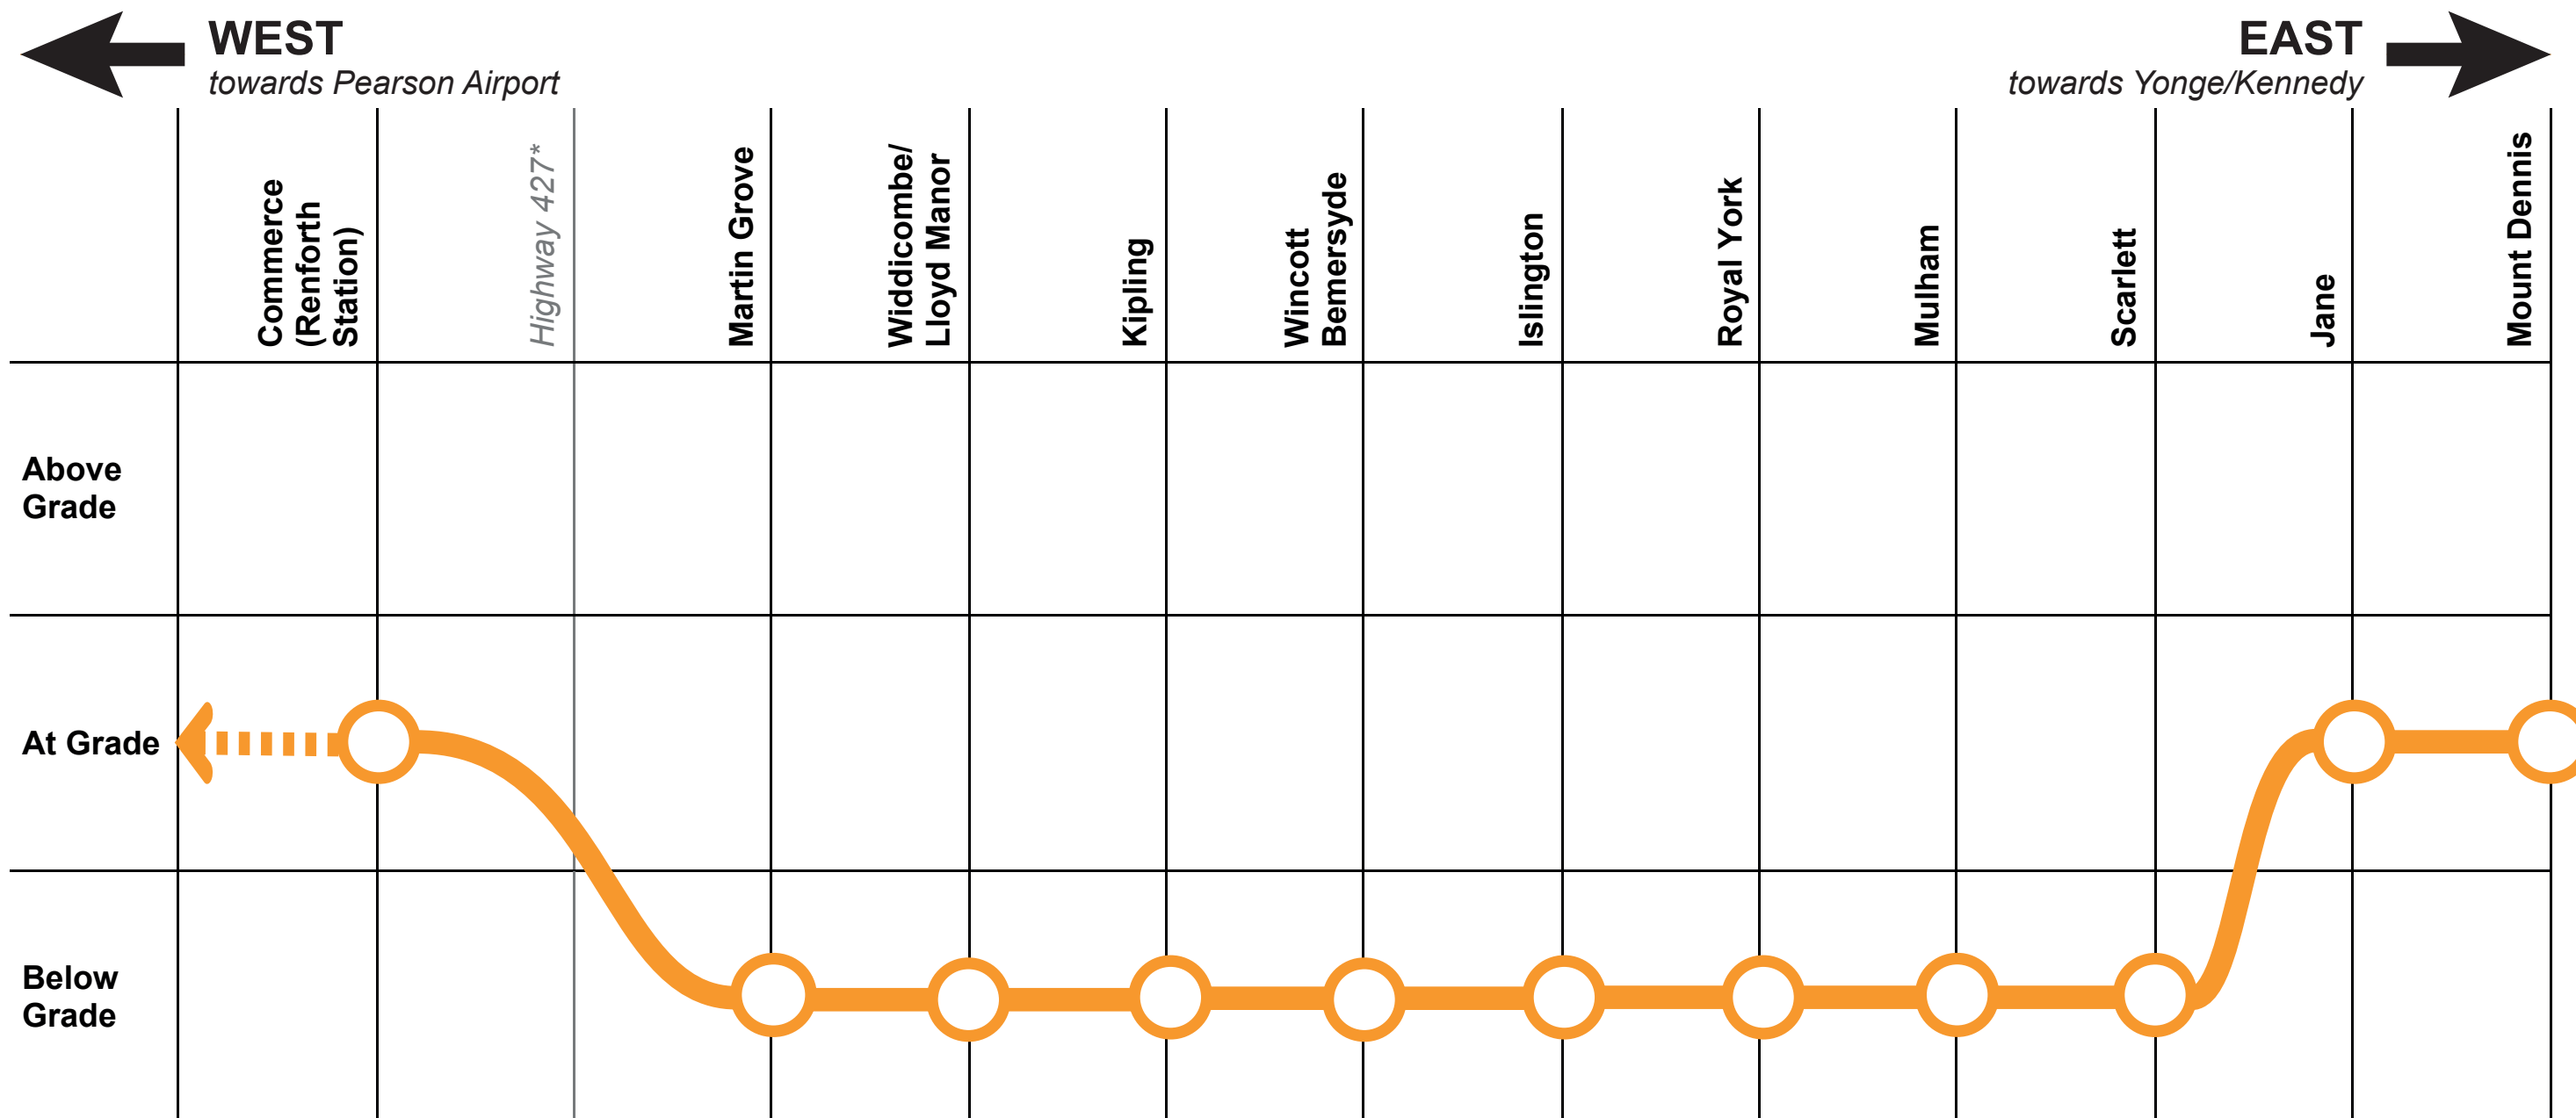 WEST
towards Pearson Airport
EAST
towards Yonge/Kennedy
Commerce
(Renforth
Station)
Highway 427*
Martin Grove
Widdicombe/
Lloyd Manor
Kipling
Wincott
Bemersyde
Islington
Royal York
Mulham
Scarlett
Jane
Mount Dennis
Above
Grade
At Grade
Below
Grade